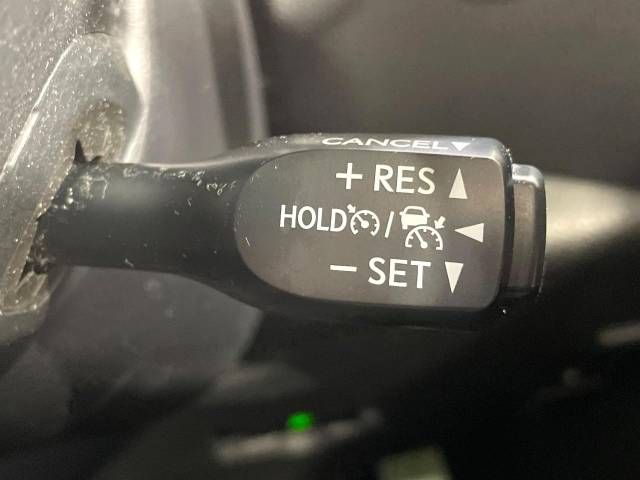 CANCEL▼
+ RES ▲
HOLD / ◀
− SET ▼